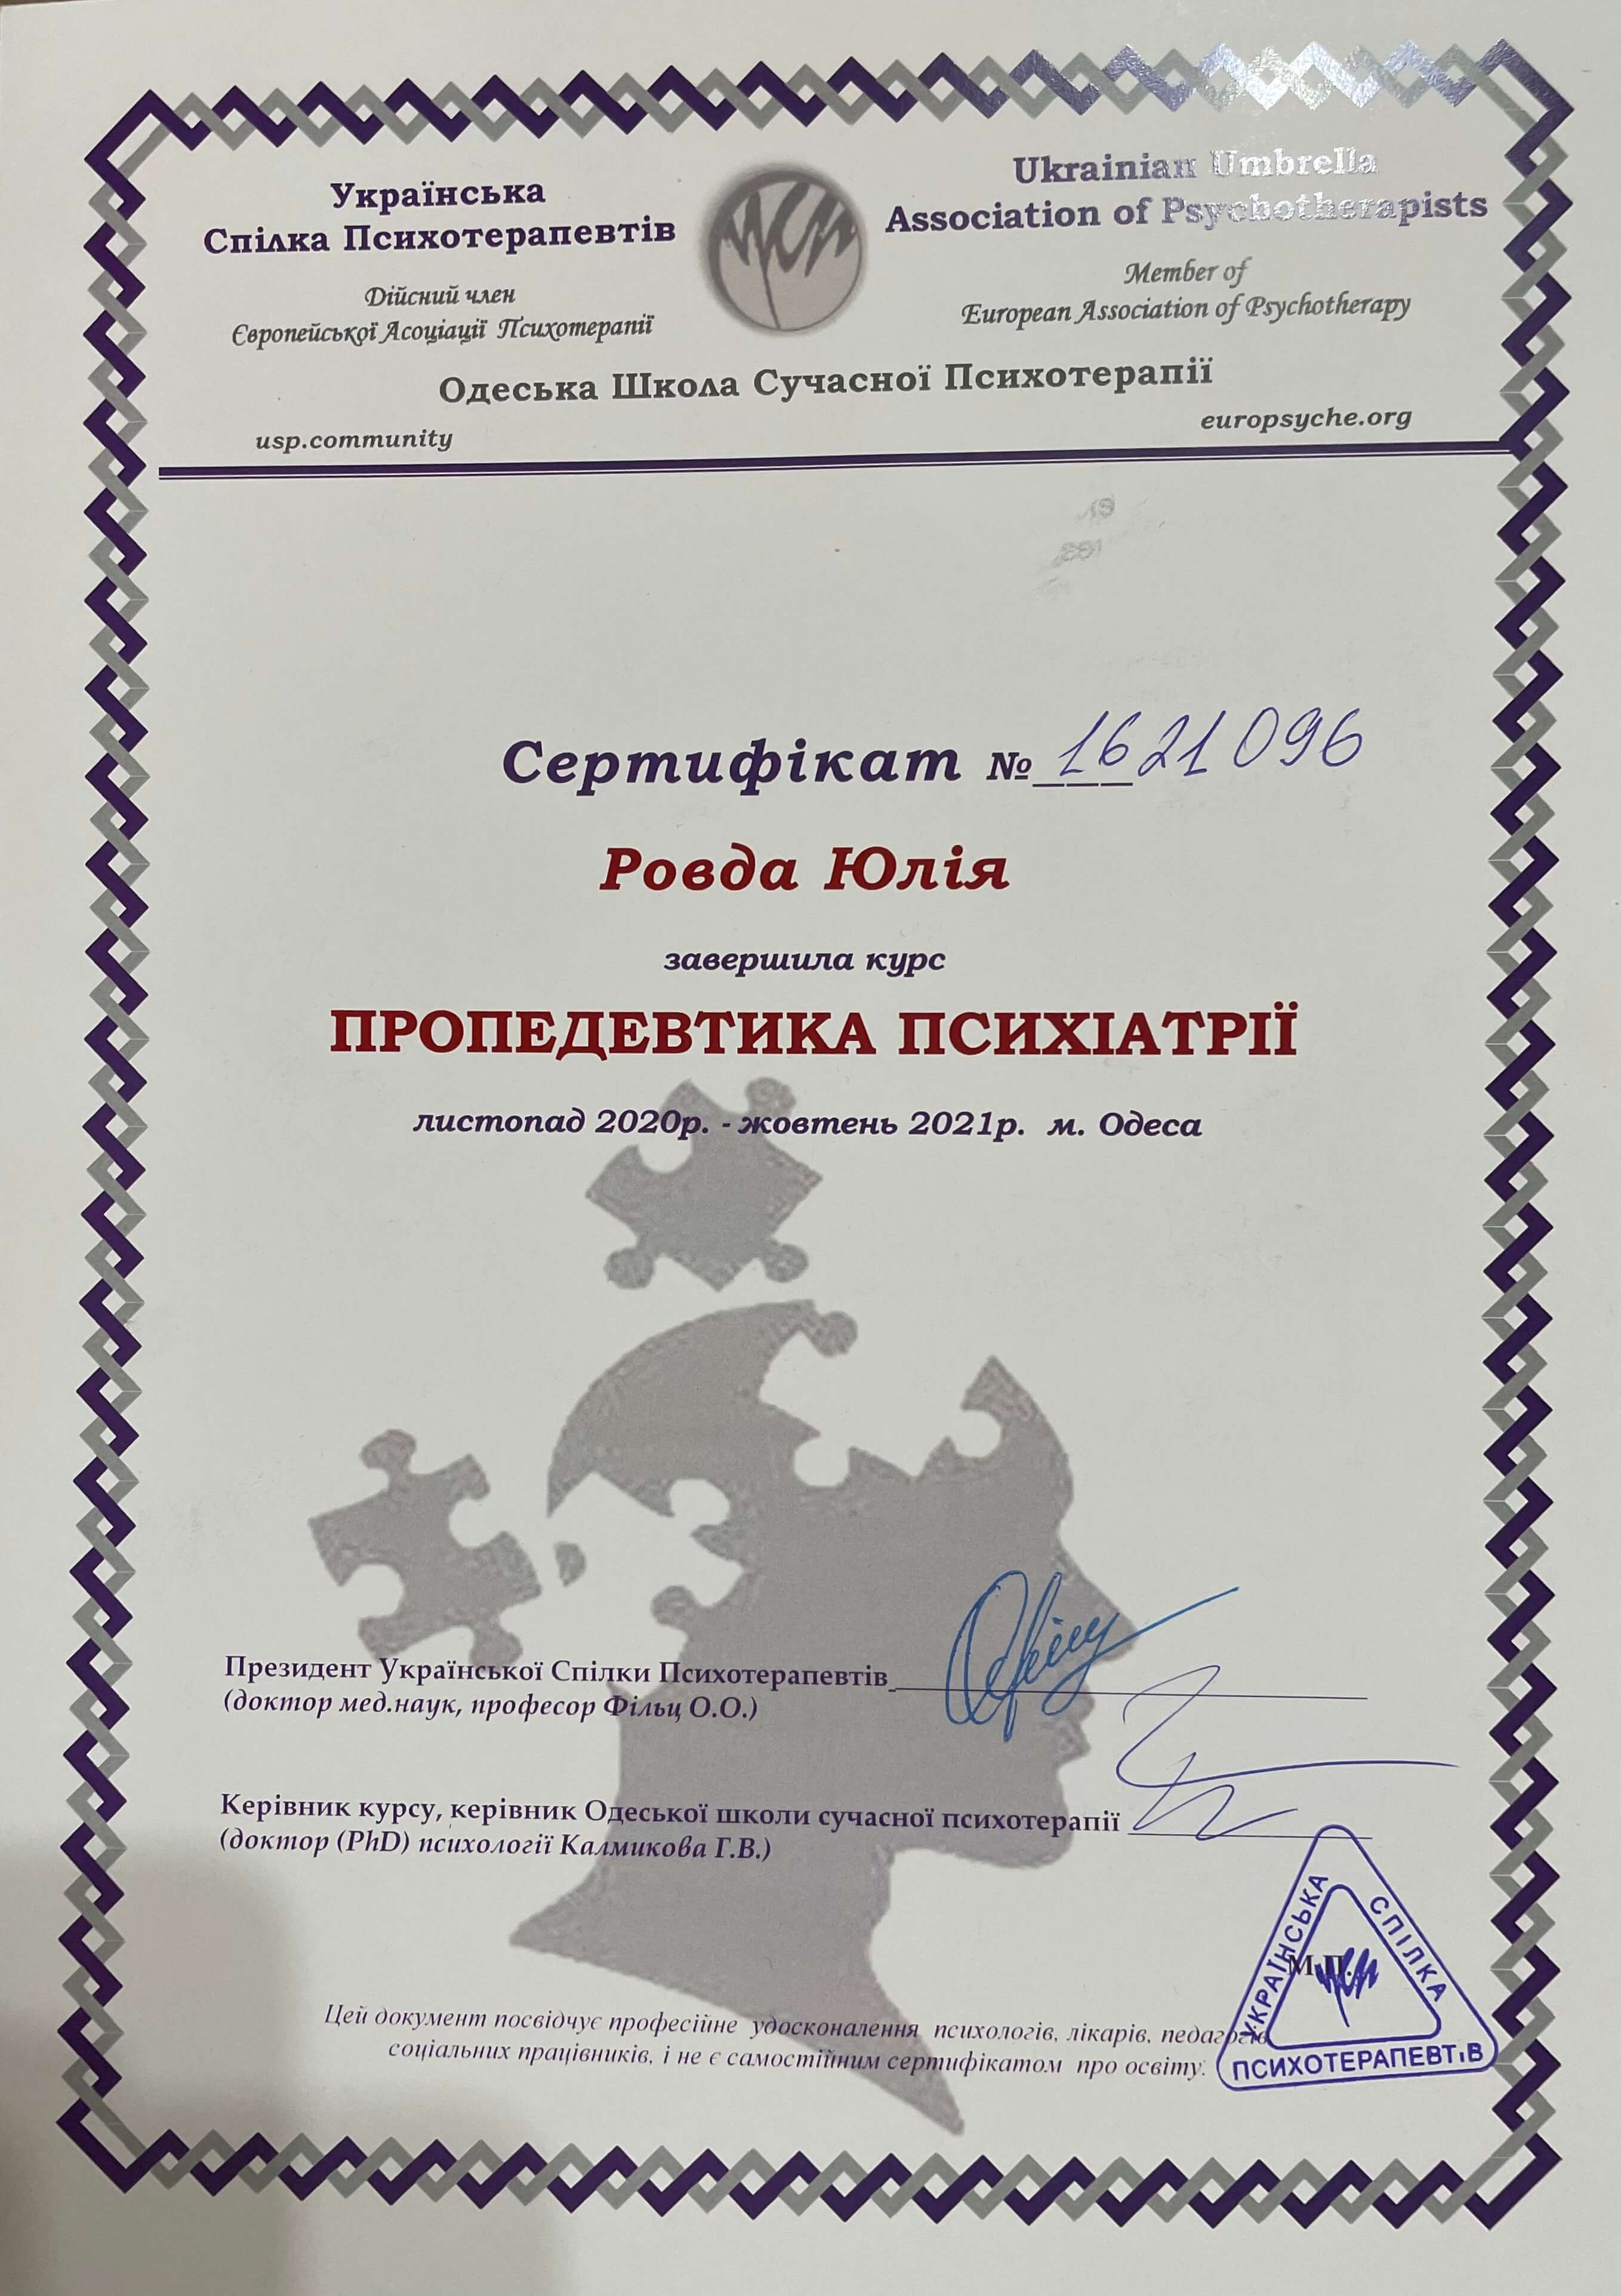 Українська
Спілка Психотерапевтів
Дійсний член
Європейської Асоціації Психотерапії
УСП
Ukrainian Umbrella
Association of Psychotherapists
Member of
European Association of Psychotherapy
Одеська Школа Сучасної Психотерапії
usp.community
europsyche.org
Сертифікат №___ 1621096
Ровда Юлія
завершила курс
ПРОПЕДЕВТИКА ПСИХІАТРІЇ
листопад 2020р. - жовтень 2021р. м. Одеса
Президент Української Спілки Психотерапевтів
(доктор мед.наук, професор Фільц О.О.)
Керівник курсу, керівник Одеської школи сучасної психотерапії
(доктор (PhD) психології Калмикова Г.В.)
М.П.
УКРАЇНСЬКА СПІЛКА ПСИХОТЕРАПЕВТІВ
Цей документ посвідчує професійне удосконалення психологів, лікарів, педагогів
соціальних працівників, і не є самостійним сертифікатом про освіту.